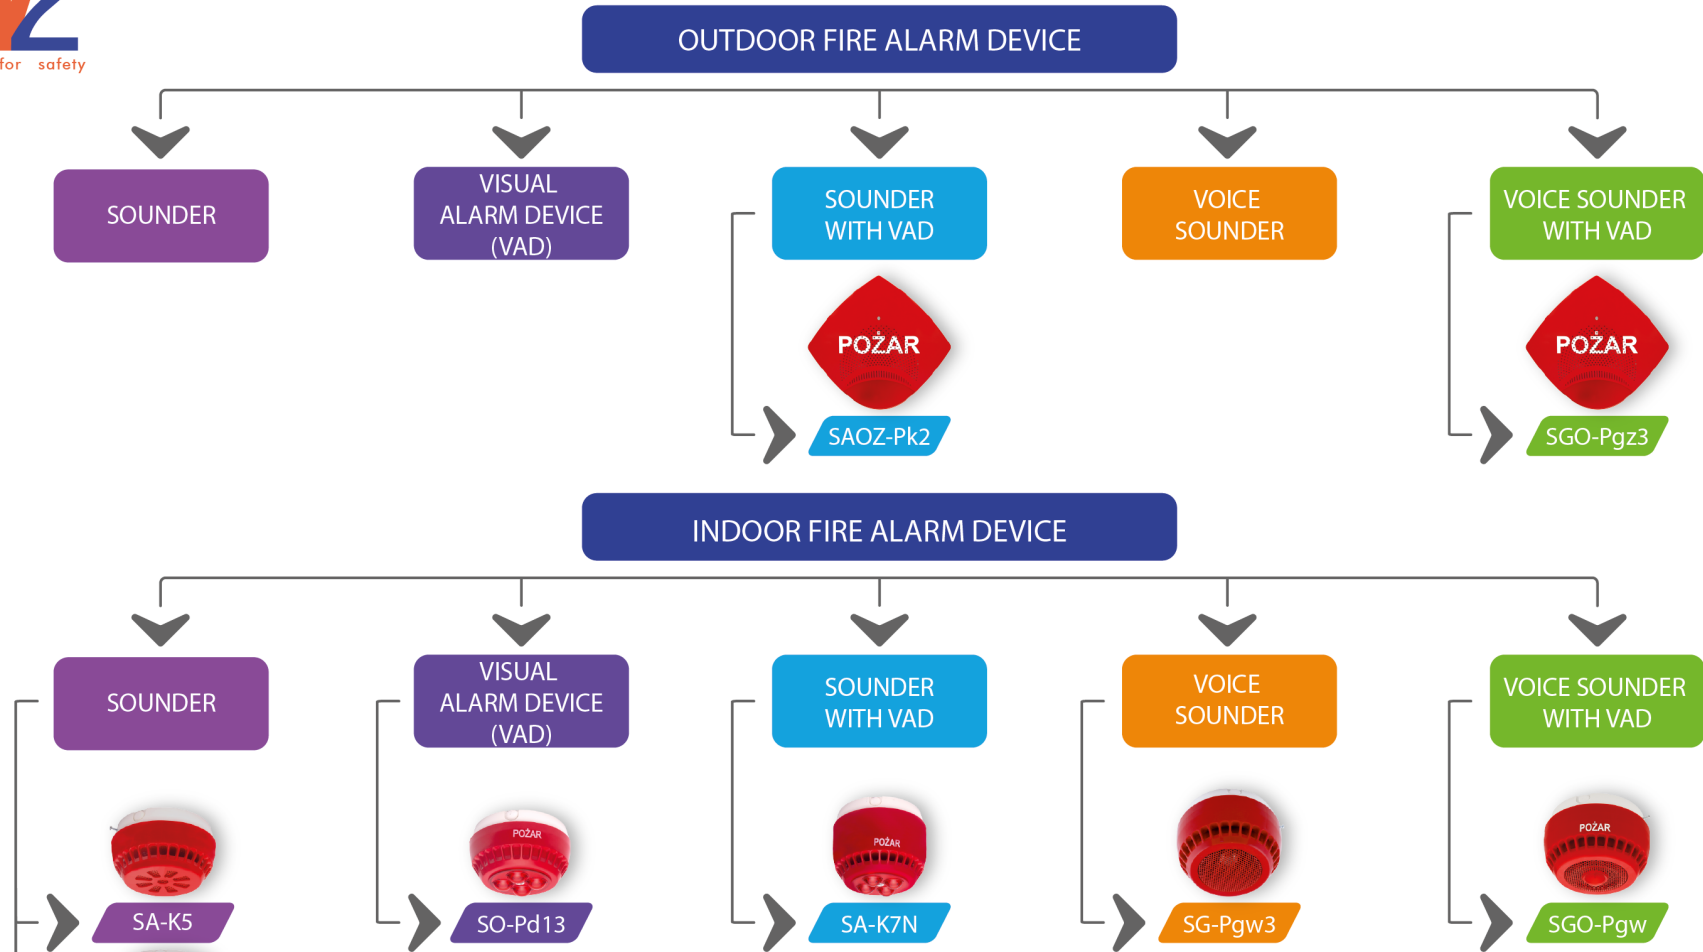 for safety
OUTDOOR FIRE ALARM DEVICE
SOUNDER
VISUAL
ALARM DEVICE
(VAD)
SOUNDER
WITH VAD
VOICE
SOUNDER
VOICE SOUNDER
WITH VAD
POŻAR
POŻAR
SAOZ-Pk2
SGO-Pgz3
INDOOR FIRE ALARM DEVICE
SOUNDER
VISUAL
ALARM DEVICE
(VAD)
SOUNDER
WITH VAD
VOICE
SOUNDER
VOICE SOUNDER
WITH VAD
POŻAR
POŻAR
POŻAR
SA-K5
SO-Pd13
SA-K7N
SG-Pgw3
SGO-Pgw